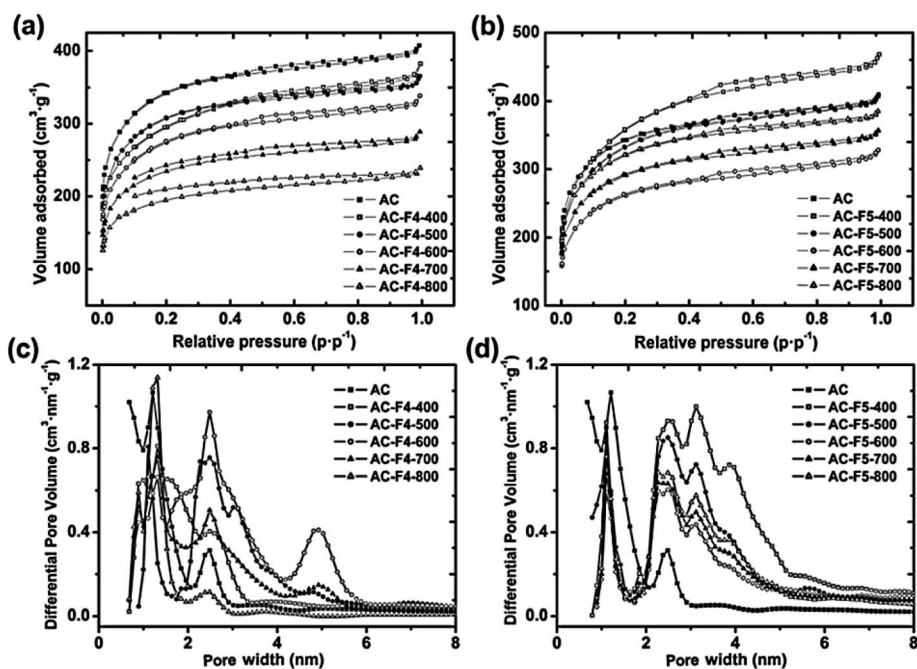 (a)
400
300
200
100
Volume adsorbed (cm³·g⁻¹)
AC
AC-F4-400
AC-F4-500
AC-F4-600
AC-F4-700
AC-F4-800
0.0 0.2 0.4 0.6 0.8 1.0
Relative pressure (p·p⁻¹)
(b)
500
400
300
200
100
Volume adsorbed (cm³·g⁻¹)
AC
AC-F5-400
AC-F5-500
AC-F5-600
AC-F5-700
AC-F5-800
0.0 0.2 0.4 0.6 0.8 1.0
Relative pressure (p·p⁻¹)
(c)
1.2
0.8
0.4
0.0
Differential Pore Volume (cm³·nm⁻¹·g⁻¹)
AC
AC-F4-400
AC-F4-500
AC-F4-600
AC-F4-700
AC-F4-800
0 2 4 6 8
Pore width (nm)
(d)
1.2
0.8
0.4
0.0
Differential Pore Volume (cm³·nm⁻¹·g⁻¹)
AC
AC-F5-400
AC-F5-500
AC-F5-600
AC-F5-700
AC-F5-800
0 2 4 6 8
Pore width (nm)